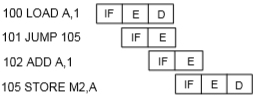 100 LOAD A,1 IF E D
101 JUMP 105 IF E
102 ADD A,1 IF E
105 STORE M2,A IF E D